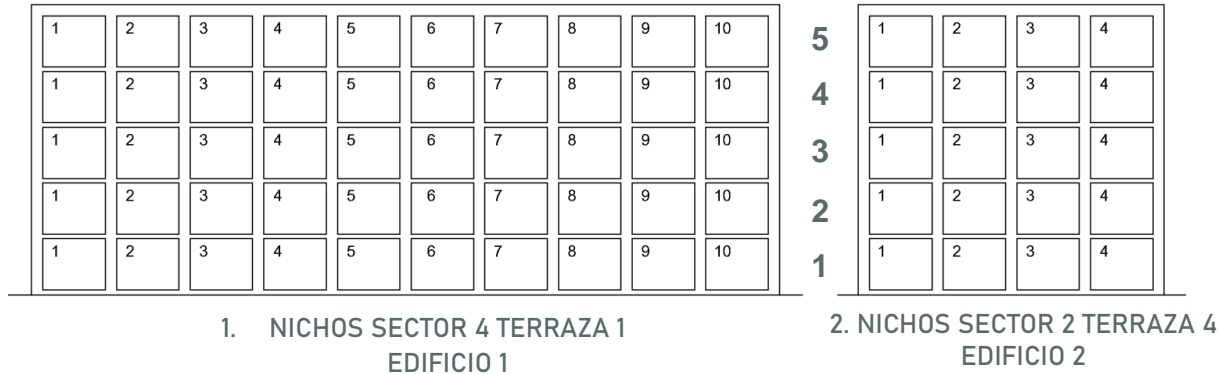 1 2 3 4 5 6 7 8 9 10 5 1 2 3 4
1 2 3 4 5 6 7 8 9 10 4 1 2 3 4
1 2 3 4 5 6 7 8 9 10 3 1 2 3 4
1 2 3 4 5 6 7 8 9 10 2 1 2 3 4
1 2 3 4 5 6 7 8 9 10 1 1 2 3 4
1. NICHOS SECTOR 4 TERRAZA 1
EDIFICIO 1
2. NICHOS SECTOR 2 TERRAZA 4
EDIFICIO 2